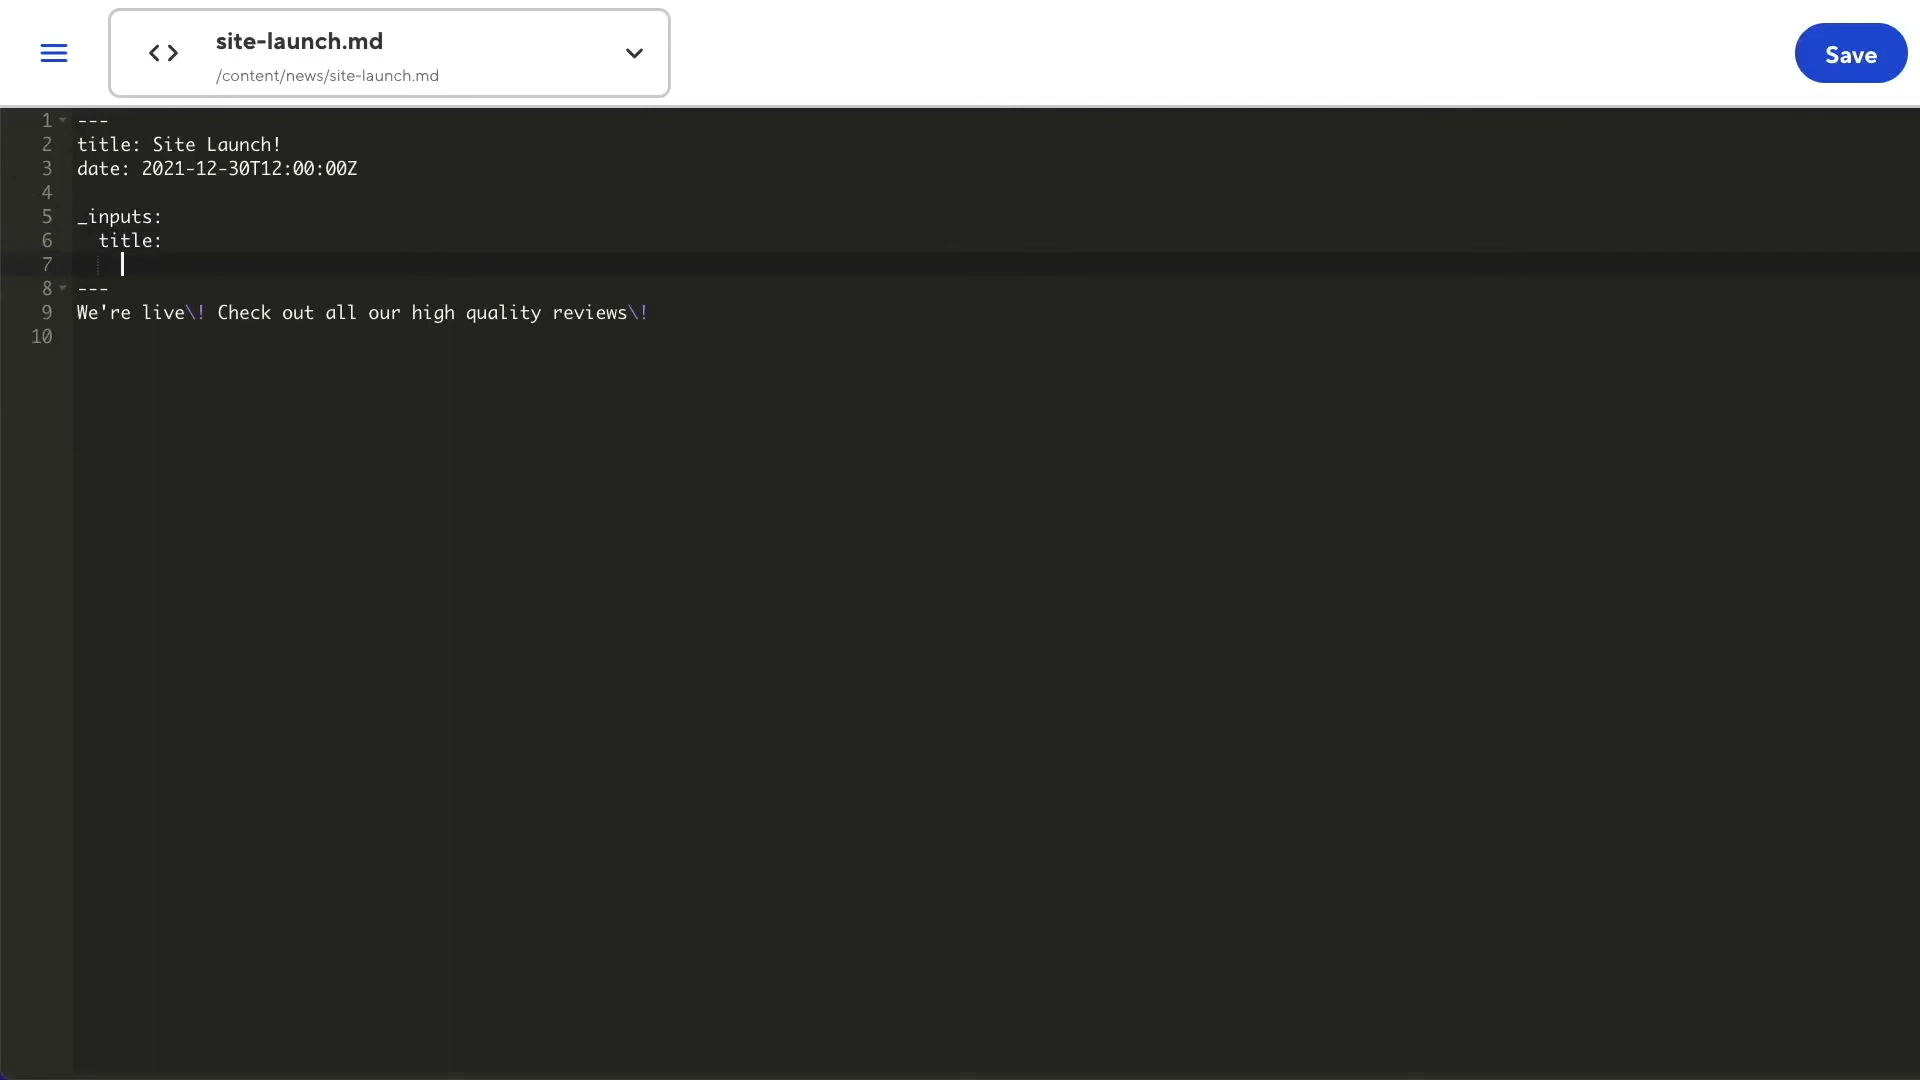 site-launch.md
/content/news/site-launch.md
Save
1 ---
2 title: Site Launch!
3 date: 2021-12-30T12:00:00Z
4
5 _inputs:
6   title:
7
8 ---
9 We're live\! Check out all our high quality reviews\!
10